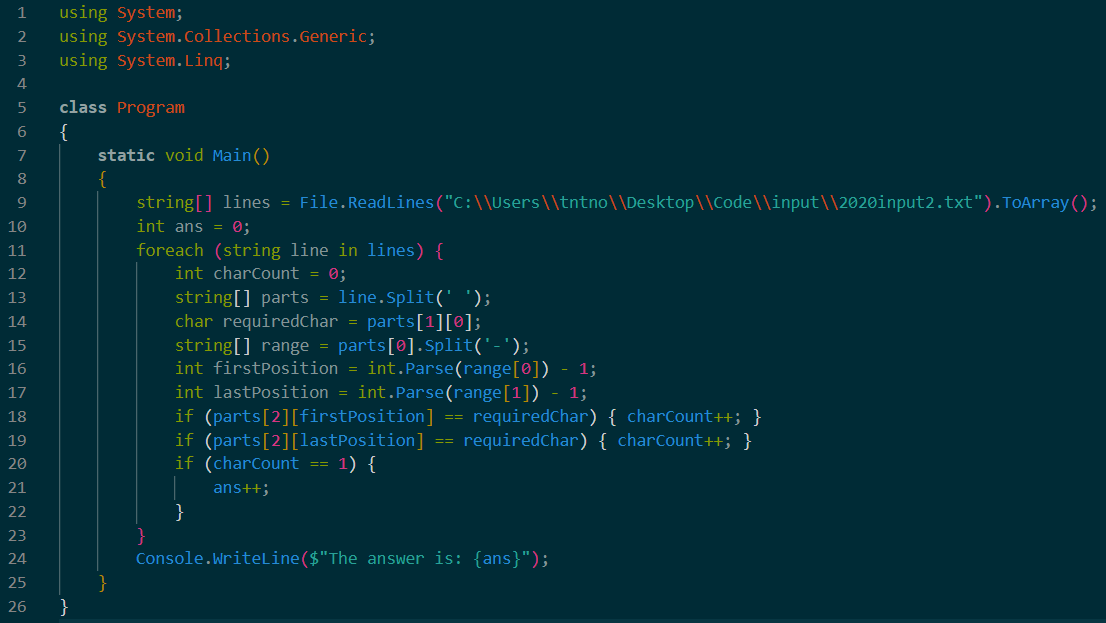 1 using System;
2 using System.Collections.Generic;
3 using System.Linq;
4
5 class Program
6 {
7     static void Main()
8     {
9         string[] lines = File.ReadLines("C:\\Users\\tntno\\Desktop\\Code\\input\\2020input2.txt").ToArray();
10         int ans = 0;
11         foreach (string line in lines) {
12             int charCount = 0;
13             string[] parts = line.Split(' ');
14             char requiredChar = parts[1][0];
15             string[] range = parts[0].Split('-');
16             int firstPosition = int.Parse(range[0]) - 1;
17             int lastPosition = int.Parse(range[1]) - 1;
18             if (parts[2][firstPosition] == requiredChar) { charCount++; }
19             if (parts[2][lastPosition] == requiredChar) { charCount++; }
20             if (charCount == 1) {
21                 ans++;
22             }
23         }
24         Console.WriteLine($"The answer is: {ans}");
25     }
26 }